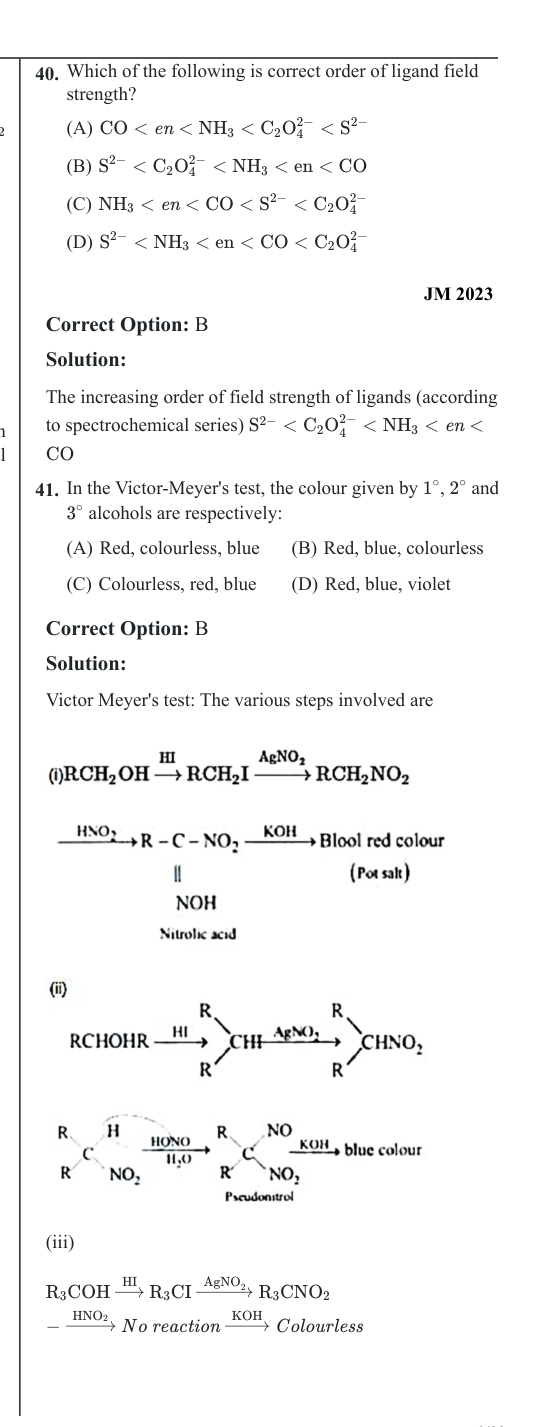 40. Which of the following is correct order of ligand field
strength?
(A) CO < en < NH₃ < C₂O₄²⁻ < S²⁻
(B) S²⁻ < C₂O₄²⁻ < NH₃ < en < CO
(C) NH₃ < en < CO < S²⁻ < C₂O₄²⁻
(D) S²⁻ < NH₃ < en < CO < C₂O₄²⁻
JM 2023
Correct Option: B
Solution:
The increasing order of field strength of ligands (according
to spectrochemical series) S²⁻ < C₂O₄²⁻ < NH₃ < en <
CO
41. In the Victor-Meyer's test, the colour given by 1°, 2° and
3° alcohols are respectively:
(A) Red, colourless, blue (B) Red, blue, colourless
(C) Colourless, red, blue (D) Red, blue, violet
Correct Option: B
Solution:
Victor Meyer's test: The various steps involved are
HI AgNO₂
(i)RCH₂OH → RCH₂I → RCH₂NO₂
HNO₂ KOH
→ R – C – NO₂ → Blool red colour
|| (Pot salt)
NOH
Nitrolic acid
(ii)
R R
RCHOHR HI → CHI AgNO₂ → CHNO₂
R R
R H HONO R NO
C H₂O → C KOH → blue colour
R NO₂ R NO₂
Pseudonitrol
(iii)
R₃COH HI → R₃CI AgNO₂ → R₃CNO₂
– HNO₂ → No reaction KOH → Colourless